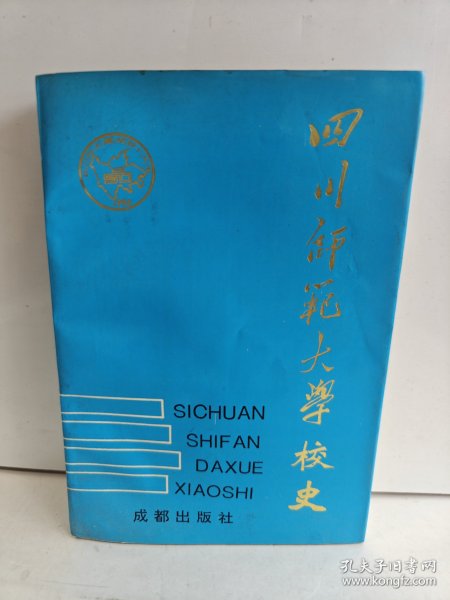 四川師範大學校史
SICHUAN
SHIFAN
DAXUE
XIAOSHI
成都出版社
孔夫子旧书网
www.kongfz.com